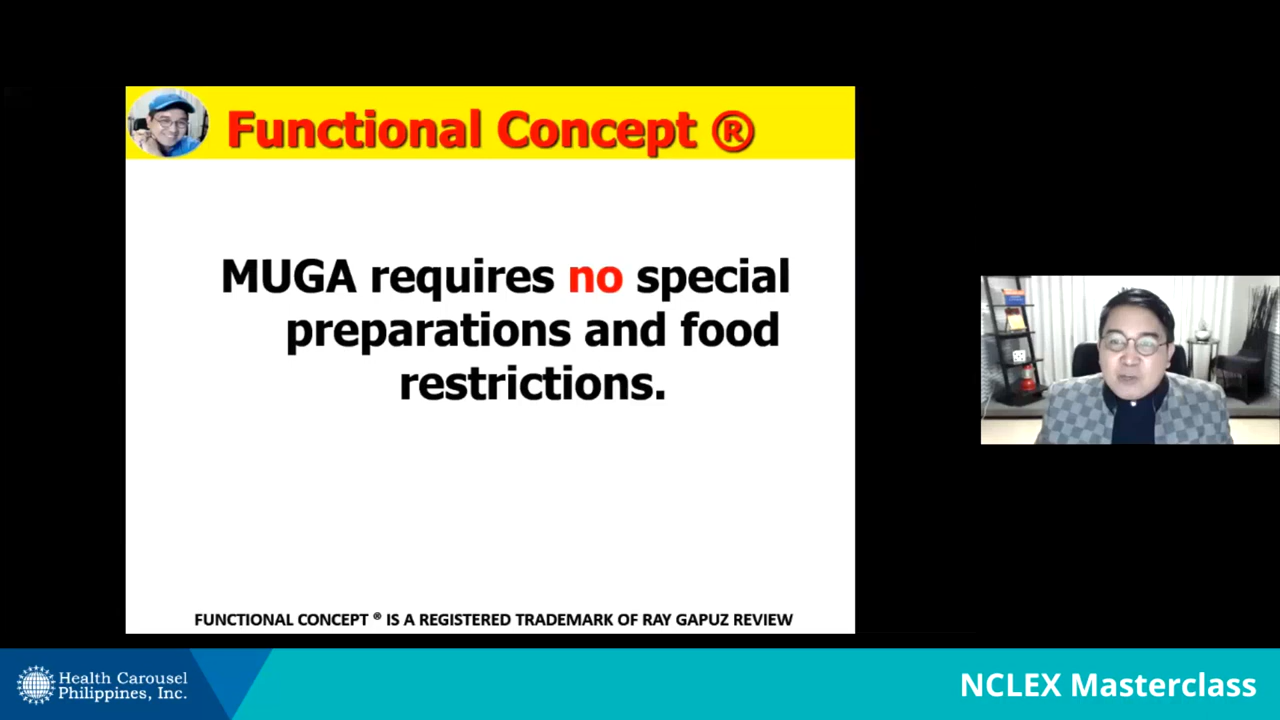 Functional Concept ®
MUGA requires no special
preparations and food
restrictions.
FUNCTIONAL CONCEPT ® IS A REGISTERED TRADEMARK OF RAY GAPUZ REVIEW
Health Carousel
Philippines, Inc.
NCLEX Masterclass